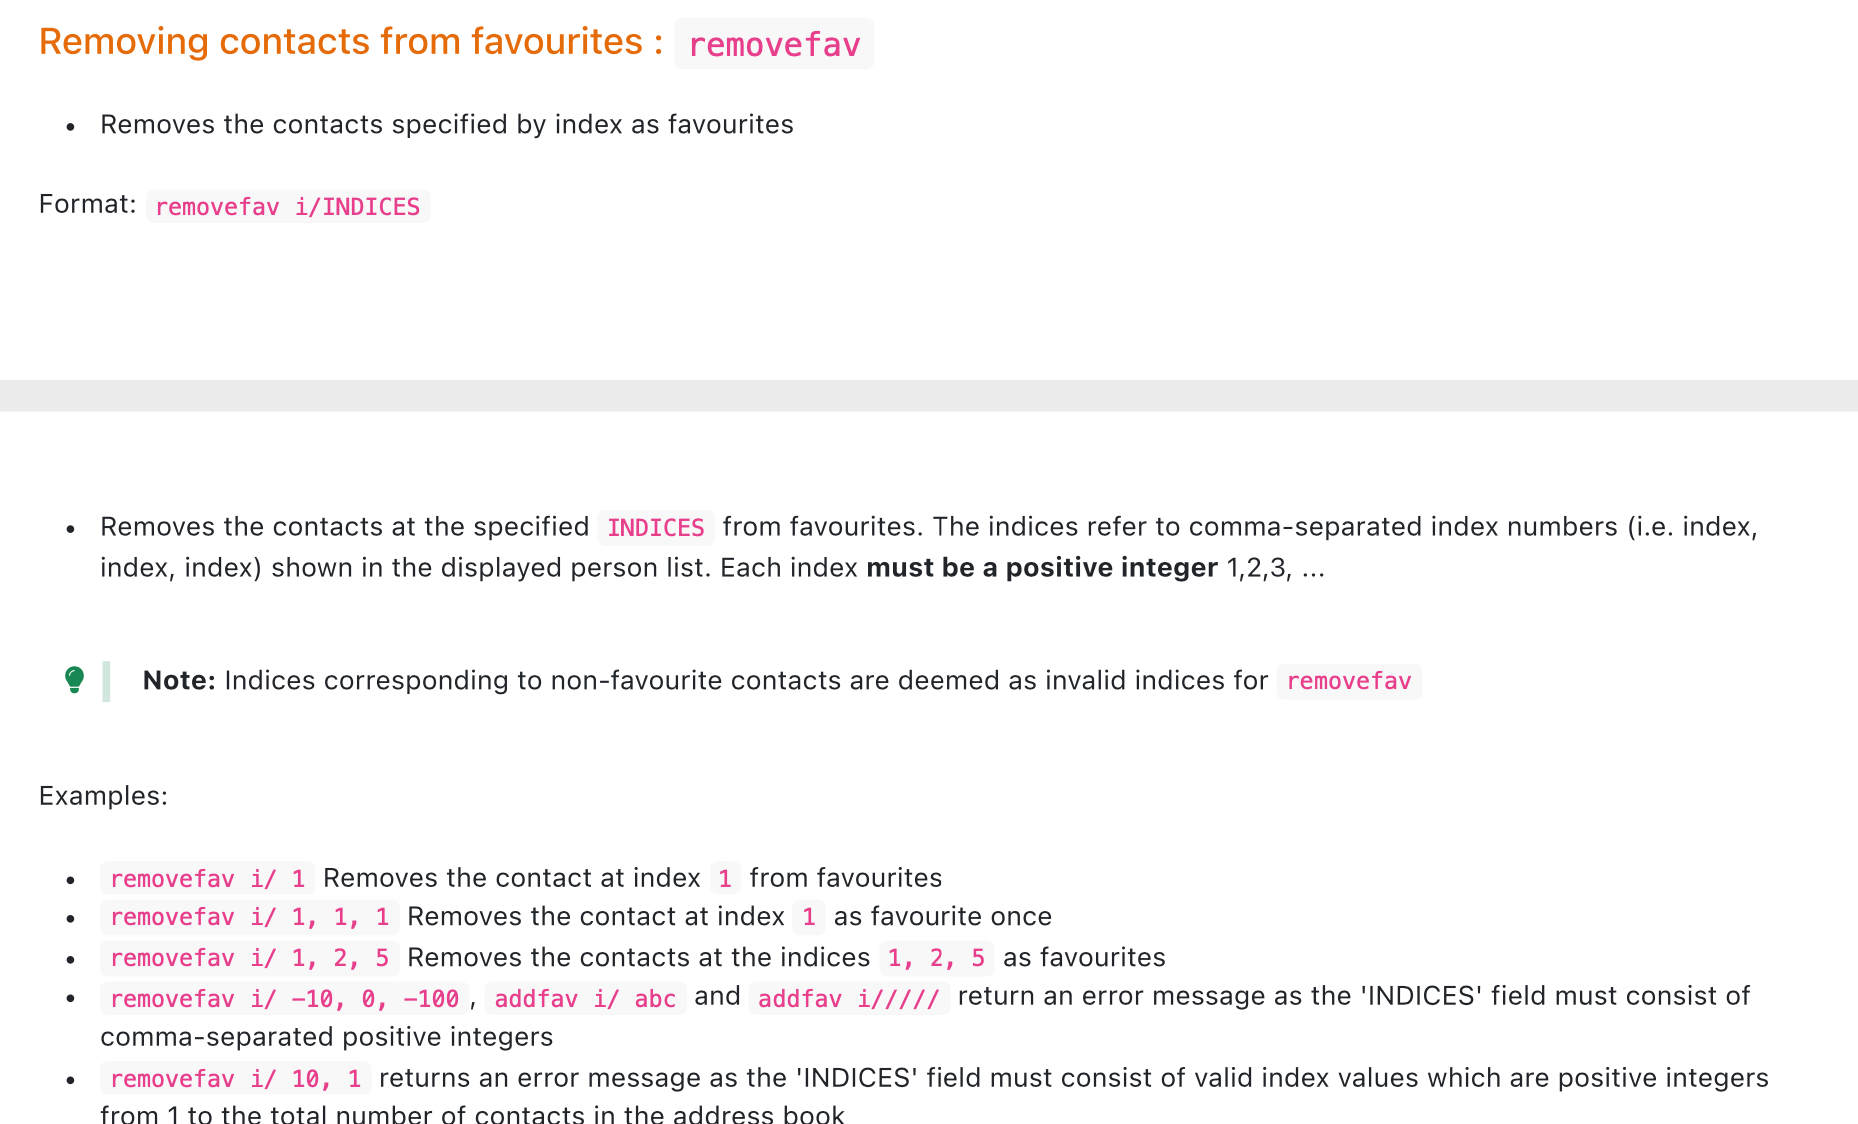 Removing contacts from favourites : removefav
• Removes the contacts specified by index as favourites
Format: removefav i/INDICES
• Removes the contacts at the specified INDICES from favourites. The indices refer to comma-separated index numbers (i.e. index,
index, index) shown in the displayed person list. Each index must be a positive integer 1,2,3, ...
Note: Indices corresponding to non-favourite contacts are deemed as invalid indices for removefav
Examples:
• removefav i/ 1 Removes the contact at index 1 from favourites
• removefav i/ 1, 1, 1 Removes the contact at index 1 as favourite once
• removefav i/ 1, 2, 5 Removes the contacts at the indices 1, 2, 5 as favourites
• removefav i/ -10, 0, -100 , addfav i/ abc and addfav i///// return an error message as the 'INDICES' field must consist of
comma-separated positive integers
• removefav i/ 10, 1 returns an error message as the 'INDICES' field must consist of valid index values which are positive integers
from 1 to the total number of contacts in the address book